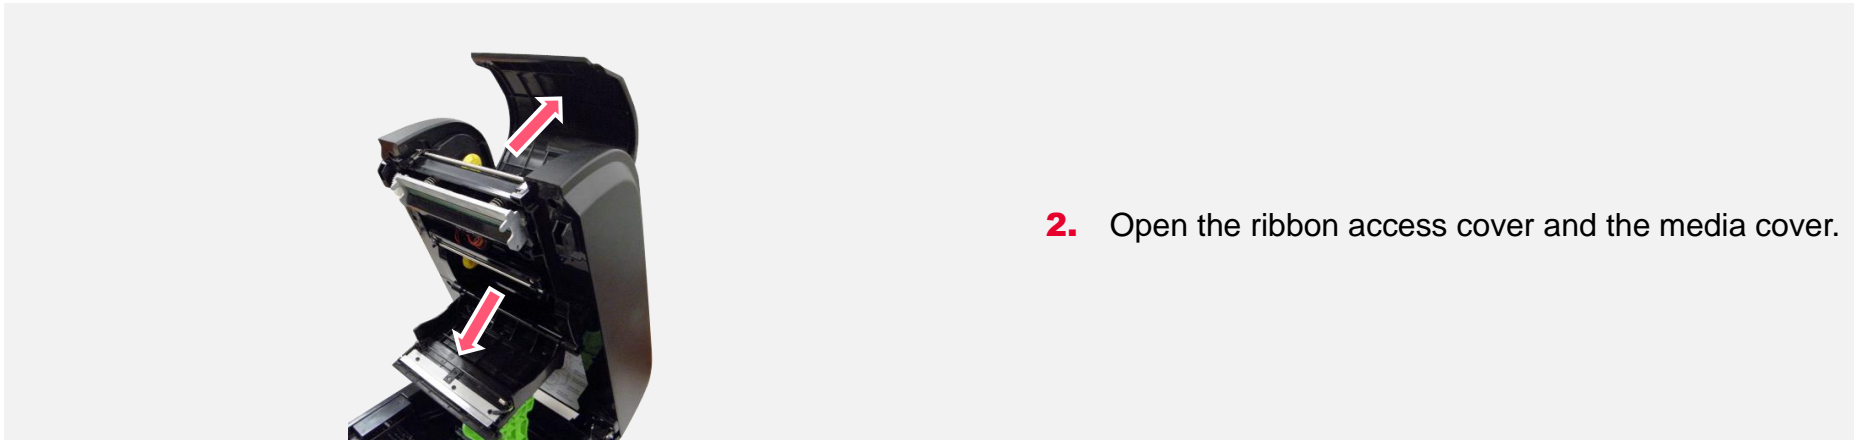 2. Open the ribbon access cover and the media cover.